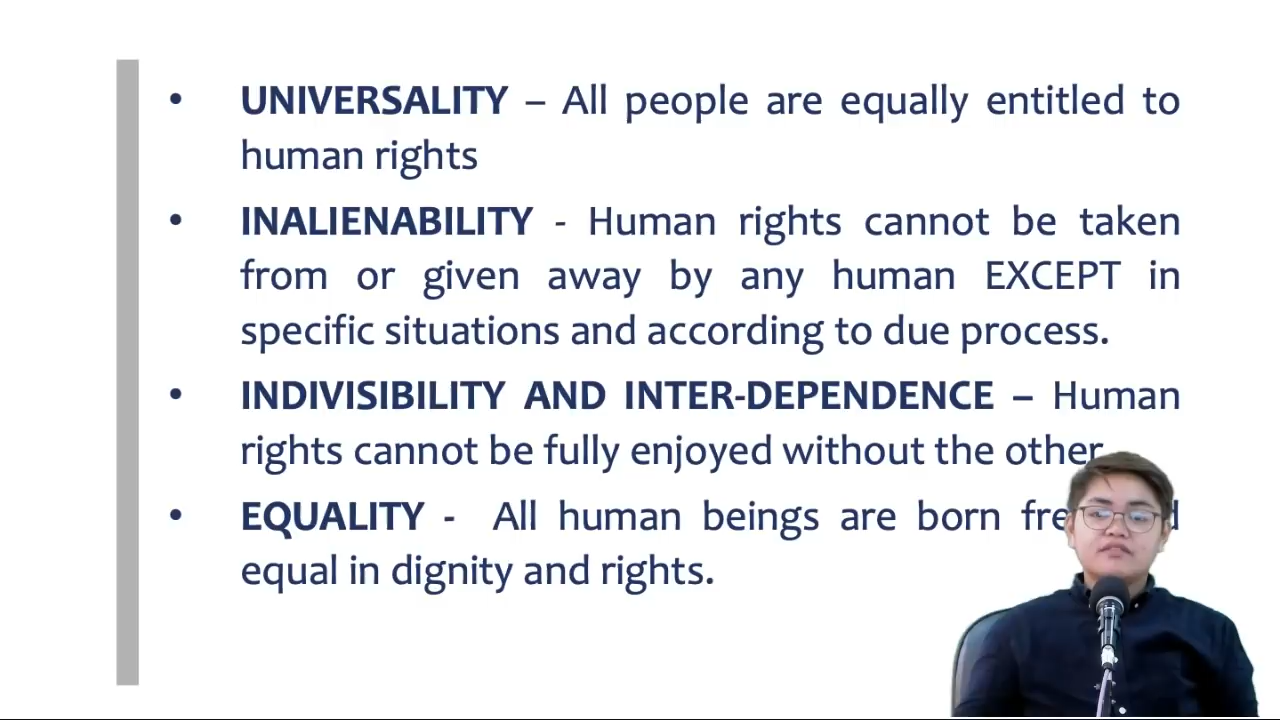 • UNIVERSALITY – All people are equally entitled to
human rights
• INALIENABILITY - Human rights cannot be taken
from or given away by any human EXCEPT in
specific situations and according to due process.
• INDIVISIBILITY AND INTER-DEPENDENCE – Human
rights cannot be fully enjoyed without the other
• EQUALITY - All human beings are born
equal in dignity and rights.